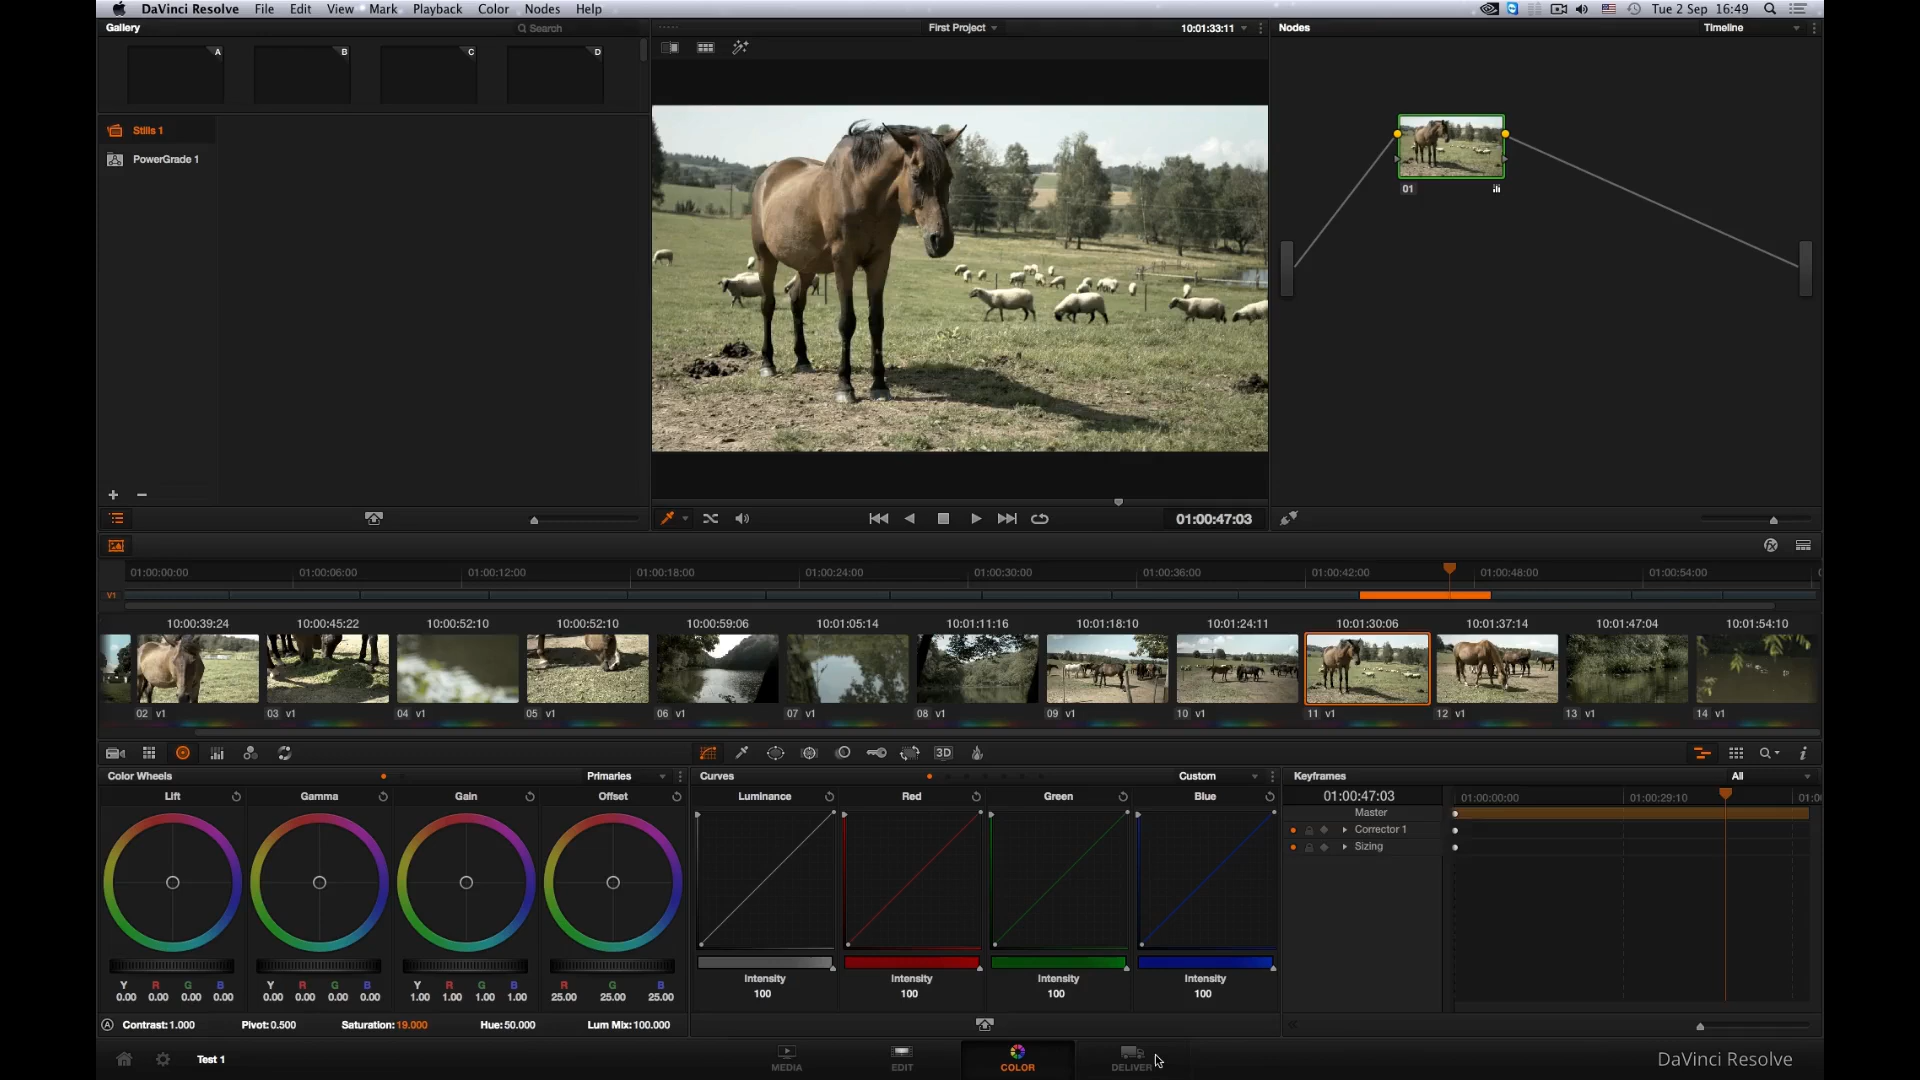 DaVinci Resolve File Edit View Mark Playback Color Nodes Help Tue 2 Sep 16:49
Gallery Search First Project 10:01:33:11 Nodes Timeline
A B C D
Stills 1
PowerGrade 1
01
01:00:47:03
01:00:00:00 01:00:06:00 01:00:12:00 01:00:18:00 01:00:24:00 01:00:30:00 01:00:36:00 01:00:42:00 01:00:48:00 01:00:54:00
V1
10:00:39:24 10:00:45:22 10:00:52:10 10:00:52:10 10:00:59:06 10:01:05:14 10:01:11:16 10:01:18:10 10:01:24:11 10:01:30:06 10:01:37:14 10:01:47:04 10:01:54:10
02 v1 03 v1 04 v1 05 v1 06 v1 07 v1 08 v1 09 v1 10 v1 11 v1 12 v1 13 v1 14 v1
3D
Color Wheels Primaries Curves Custom Keyframes All
Lift Gamma Gain Offset Luminance Red Green Blue 01:00:47:03 01:00:00:00 01:00:29:10 01:0
Master
Corrector 1
Sizing
Intensity Intensity Intensity Intensity
Y R G B Y R G B Y R G B R G B
0.00 0.00 0.00 0.00 0.00 0.00 0.00 0.00 1.00 1.00 1.00 1.00 25.00 25.00 25.00 100 100 100 100
A Contrast:1.000 Pivot:0.500 Saturation:19.000 Hue:50.000 Lum Mix:100.000
Test 1 MEDIA EDIT COLOR DELIVER DaVinci Resolve